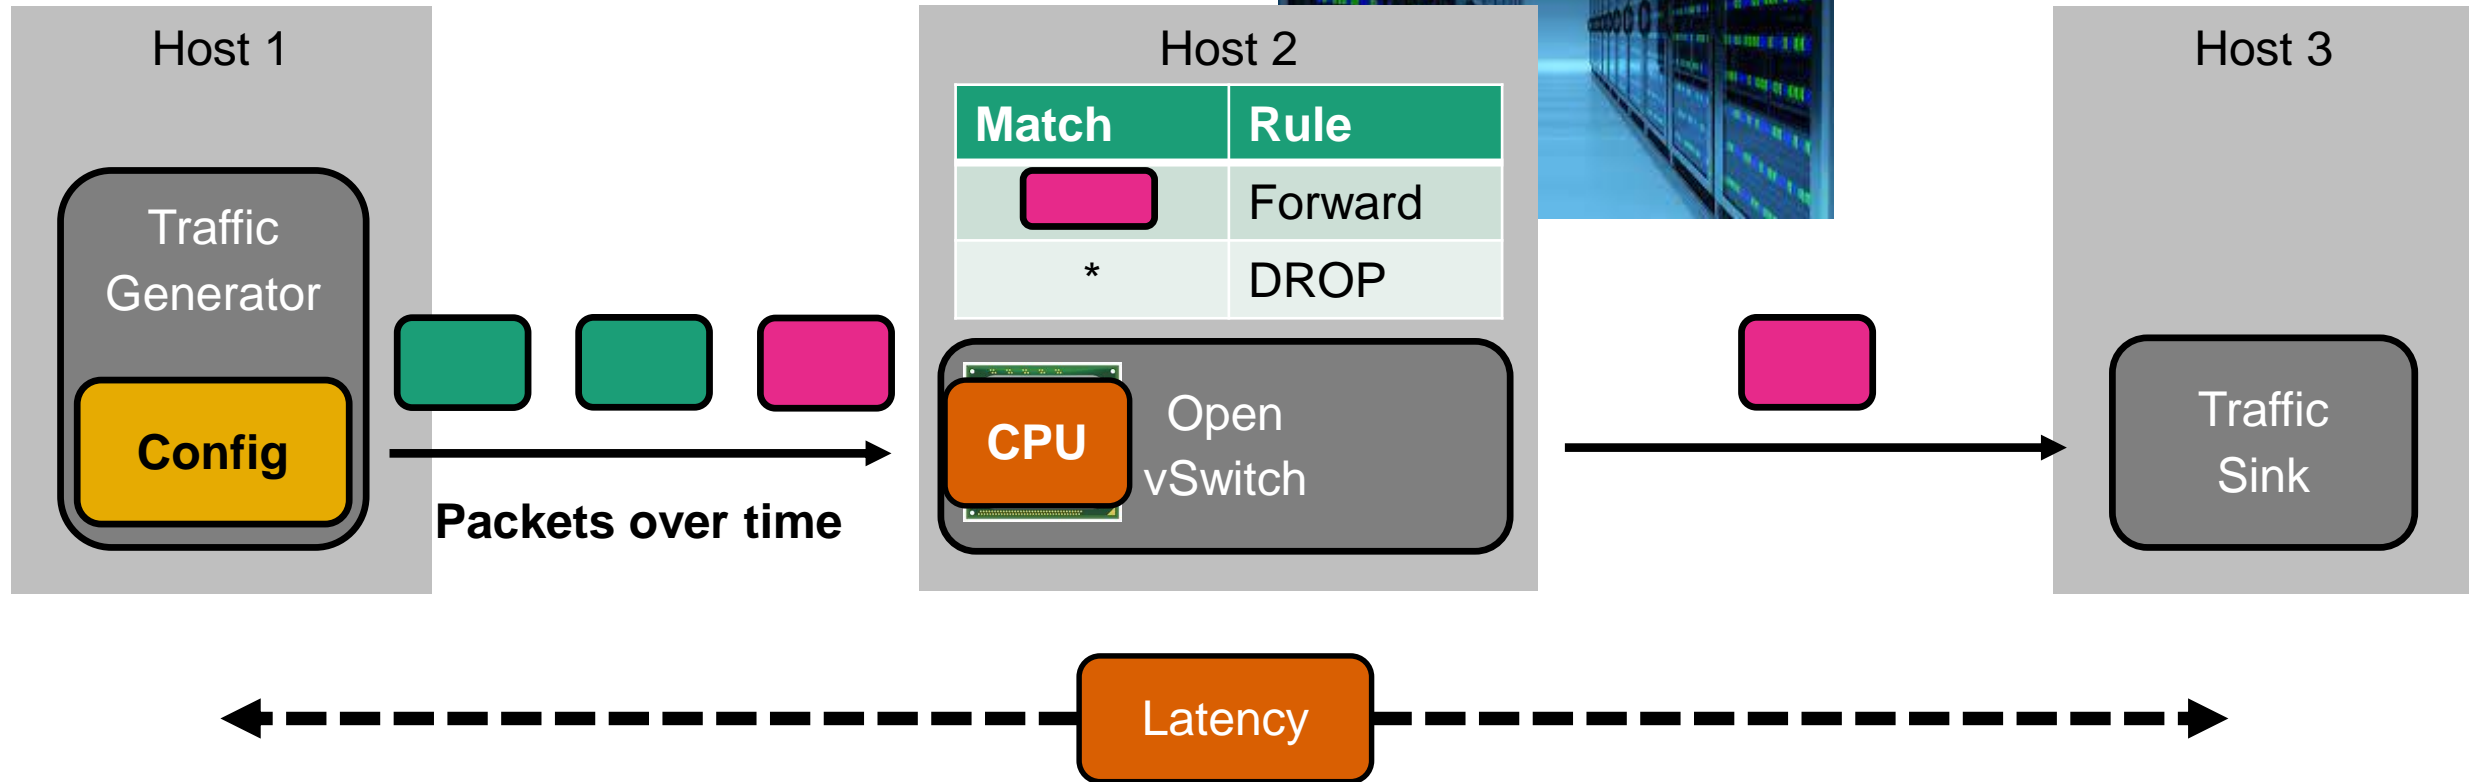 Host 1
Host 2
Host 3
Match
Rule
Forward
*
DROP
Traffic
Generator
Config
Packets over time
CPU
Open
vSwitch
Traffic
Sink
Latency